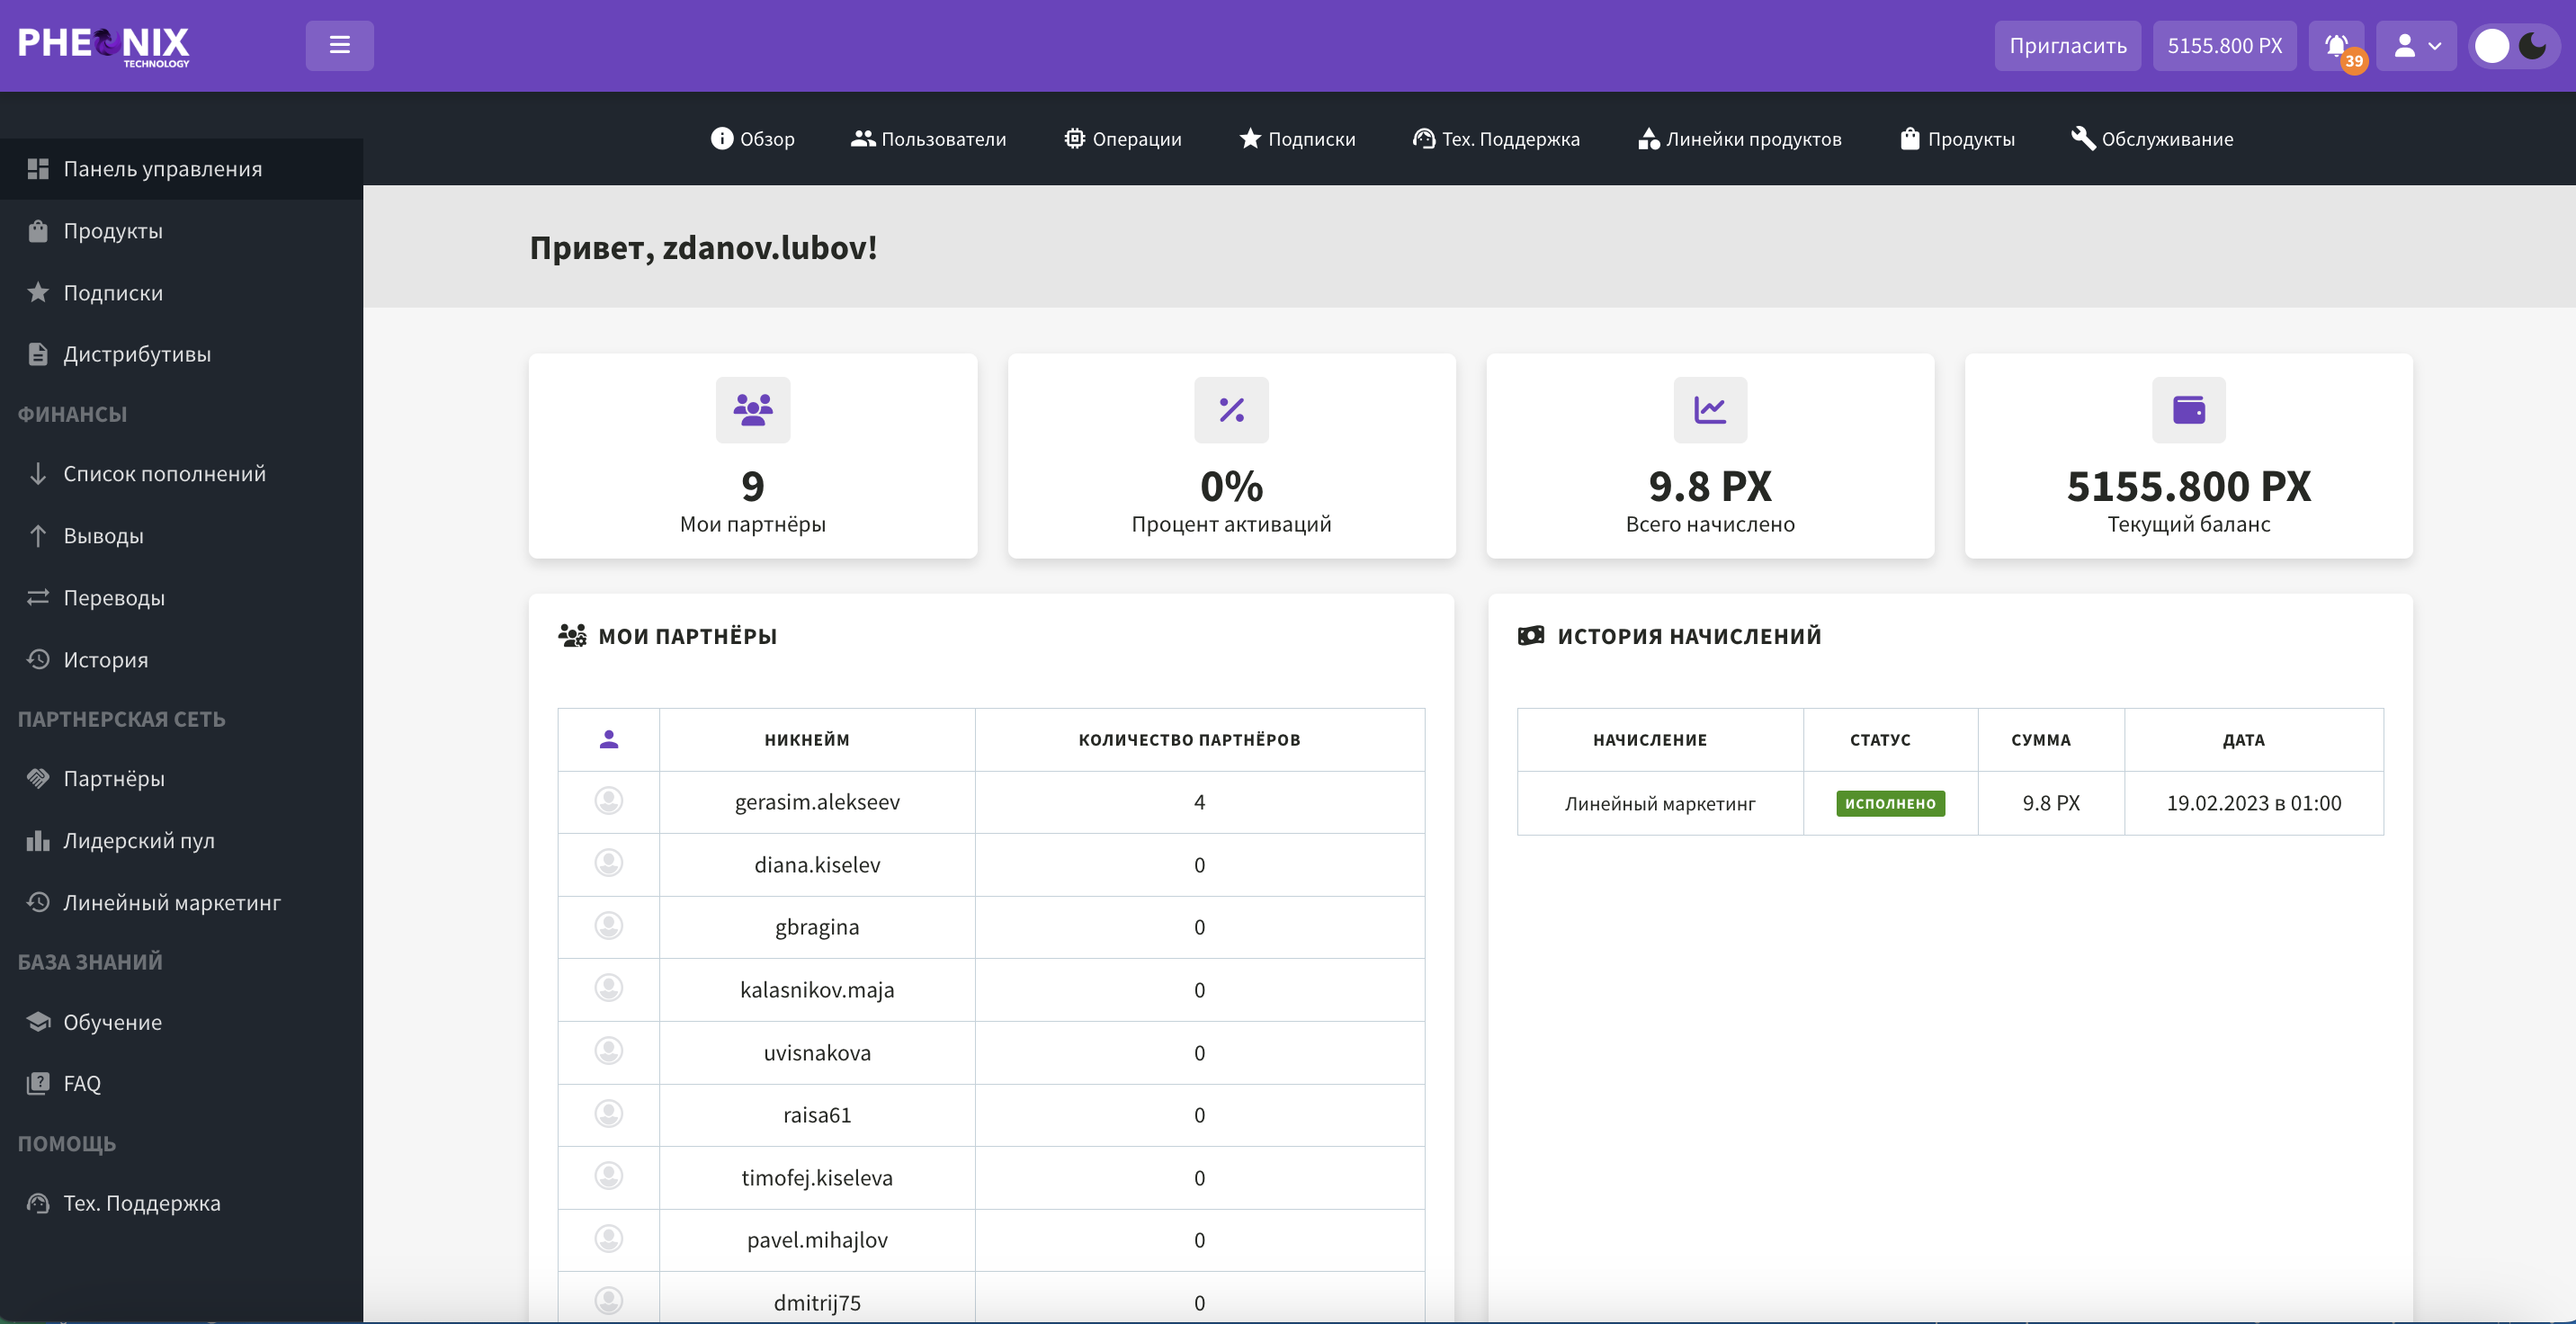 PHEONIX
TECHNOLOGY
Пригласить
5155.800 PX
39
Обзор
Пользователи
Операции
Подписки
Тех. Поддержка
Линейки продуктов
Продукты
Обслуживание
Панель управления
Продукты
Подписки
Дистрибутивы
ФИНАНСЫ
Список пополнений
Выводы
Переводы
История
ПАРТНЕРСКАЯ СЕТЬ
Партнёры
Лидерский пул
Линейный маркетинг
БАЗА ЗНАНИЙ
Обучение
FAQ
ПОМОЩЬ
Тех. Поддержка
Привет, zdanov.lubov!
9
Мои партнёры
0%
Процент активаций
9.8 PX
Всего начислено
5155.800 PX
Текущий баланс
МОИ ПАРТНЁРЫ
НИКНЕЙМ КОЛИЧЕСТВО ПАРТНЁРОВ
gerasim.alekseev 4
diana.kiselev 0
gbragina 0
kalasnikov.maja 0
uvisnakova 0
raisa61 0
timofej.kiseleva 0
pavel.mihajlov 0
dmitrij75 0
ИСТОРИЯ НАЧИСЛЕНИЙ
НАЧИСЛЕНИЕ СТАТУС СУММА ДАТА
Линейный маркетинг ИСПОЛНЕНО 9.8 PX 19.02.2023 в 01:00